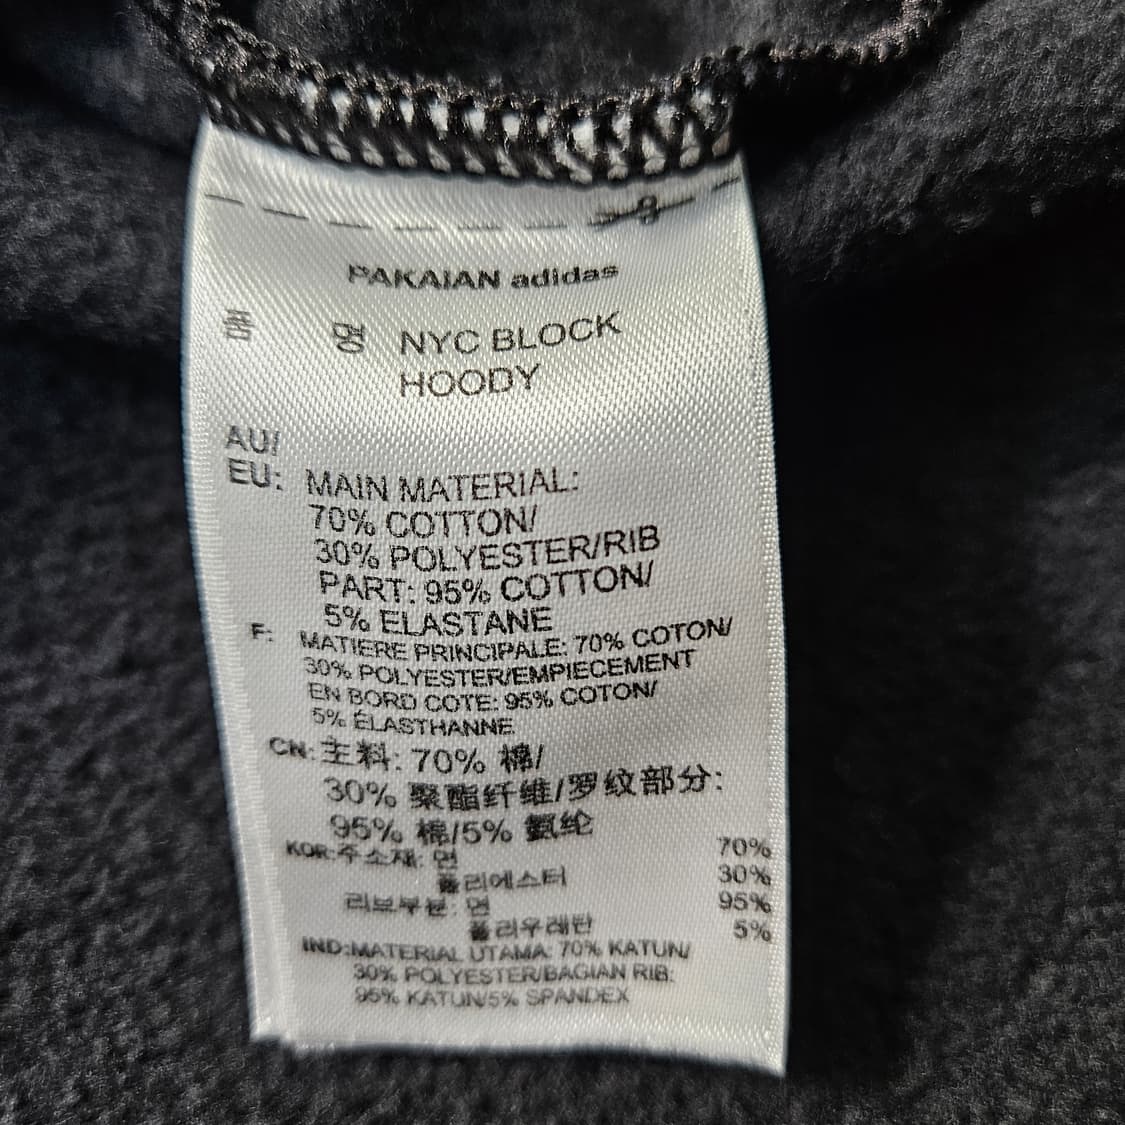 PAKAIAN adidas
품 명 NYC BLOCK
HOODY
AU/
EU: MAIN MATERIAL:
70% COTTON/
30% POLYESTER/RIB
PART: 95% COTTON/
5% ELASTANE
F: MATIERE PRINCIPALE: 70% COTON/
30% POLYESTER/EMPIECEMENT
EN BORD COTE: 95% COTON/
5% ÉLASTHANNE
CN: 主料: 70% 棉/
30% 聚酯纤维/罗纹部分:
95% 棉/5% 氨纶
KOR:주소재: 면 70%
폴리에스터 30%
리브부분: 면 95%
폴리우레탄 5%
IND:MATERIAL UTAMA: 70% KATUN/
30% POLYESTER/BAGIAN RIB:
95% KATUN/5% SPANDEX